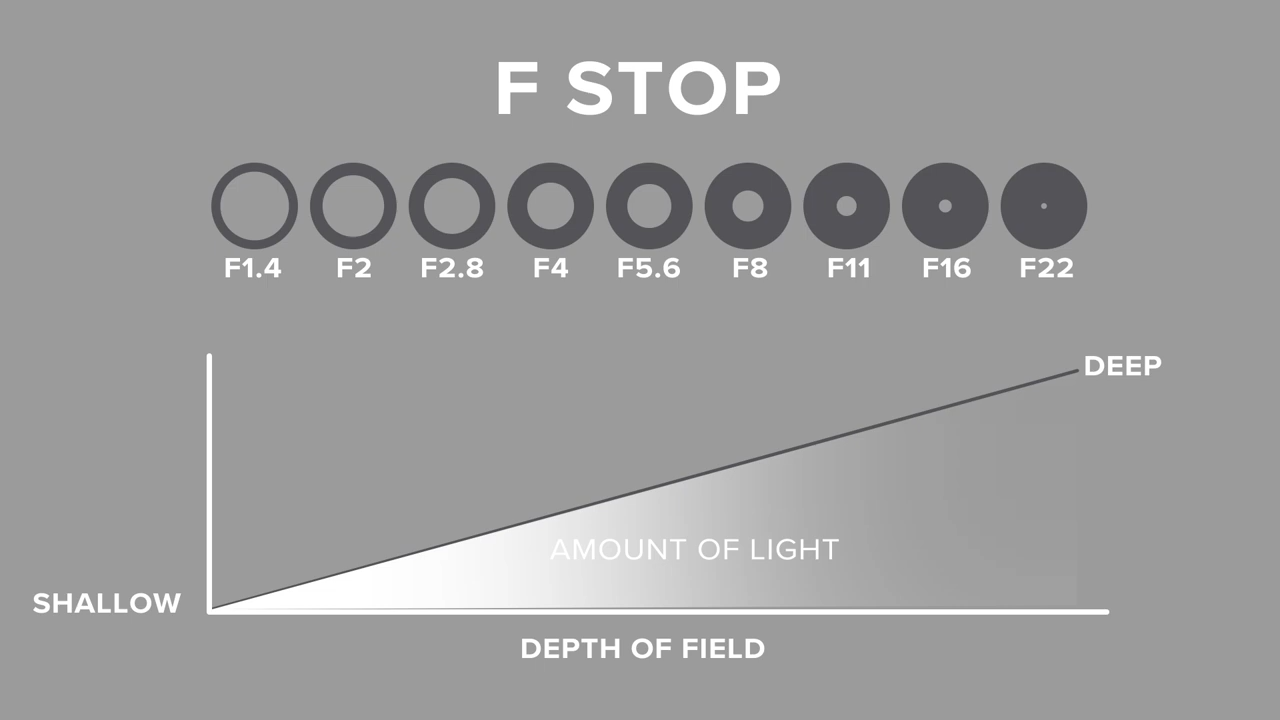 F STOP
F1.4 F2 F2.8 F4 F5.6 F8 F11 F16 F22
DEEP
AMOUNT OF LIGHT
SHALLOW
DEPTH OF FIELD